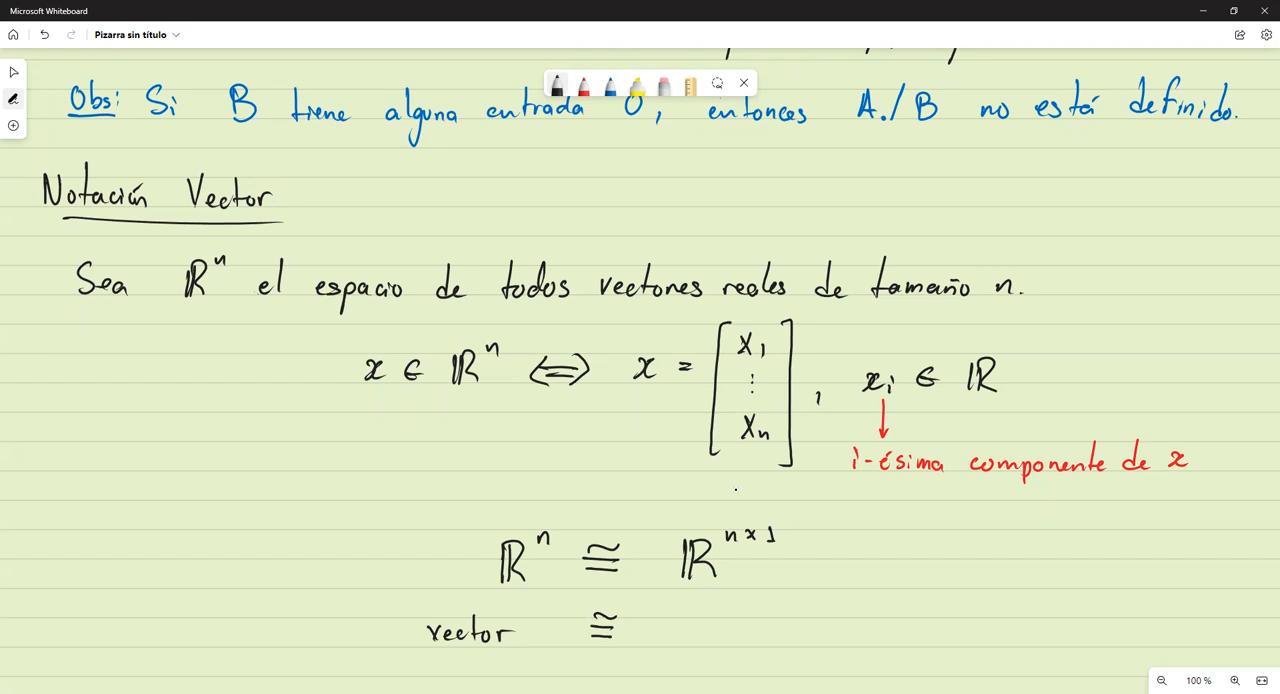 Microsoft Whiteboard
Pizarra sin título
Obs: Si B tiene alguna entrada 0, entonces A./B no está definido.
Notación Vector
Sea ℝⁿ el espacio de todos vectores reales de tamaño n.
x ∈ ℝⁿ ⟺ x = [x₁ ⋮ xₙ], xᵢ ∈ ℝ
i-ésima componente de x
ℝⁿ ≅ ℝⁿˣ¹
vector ≅
100 %